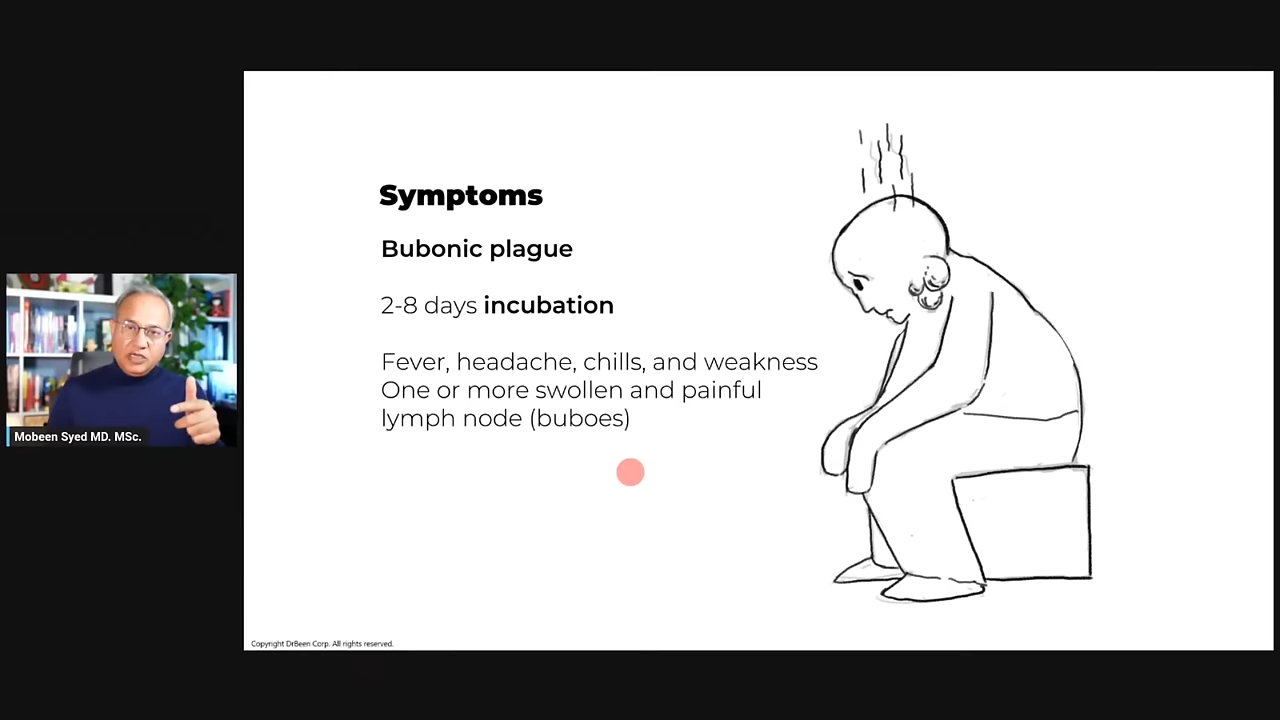 Symptoms
Bubonic plague
2-8 days incubation
Fever, headache, chills, and weakness
One or more swollen and painful
lymph node (buboes)
Mobeen Syed MD. MSc.
Copyright DrBeen Corp. All rights reserved.